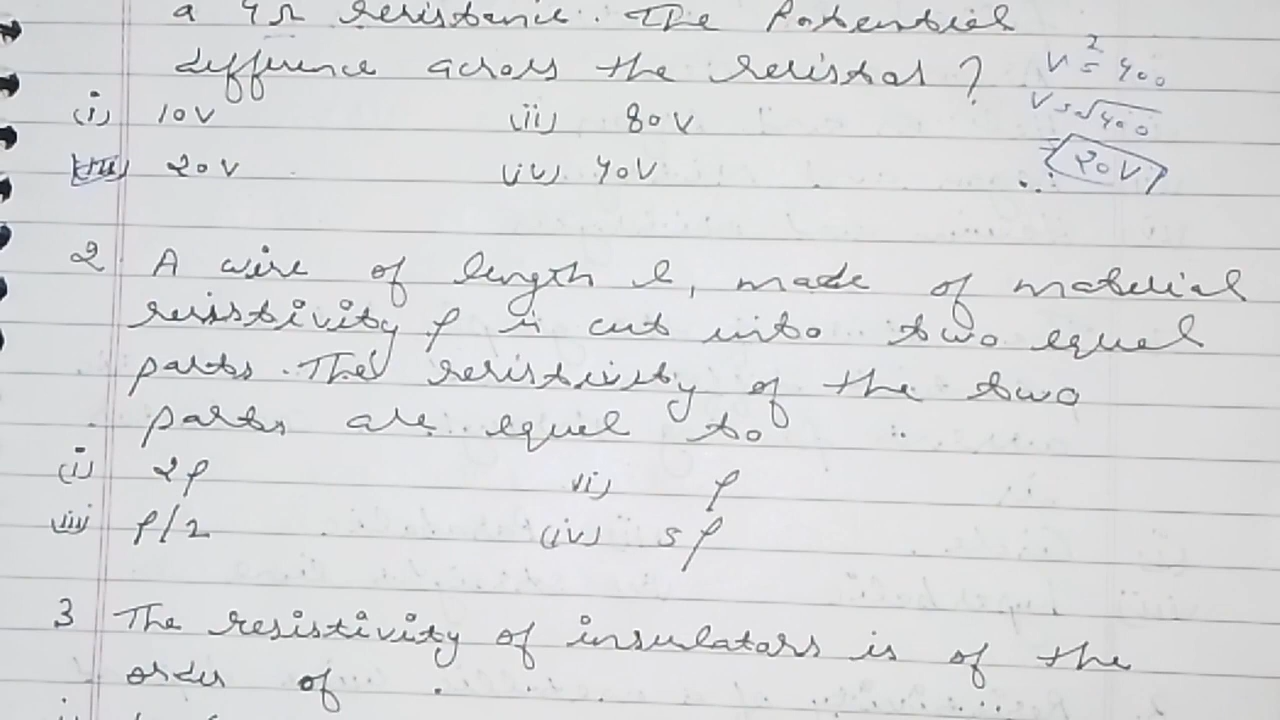 a 4Ω resistance. The Potential
difference across the resistor?
V² = 400
V = √400
(i) 10V (ii) 80V
(iii) 20V (iv) 40V
= 20V
2 A wire of length l, made of material
resistivity ρ is cut into two equal
parts. The resistivity of the two
parts are equal to
(i) 2ρ ii) ρ
iii) ρ/2 (iv) 5ρ
3 The resistivity of insulators is of the
order of